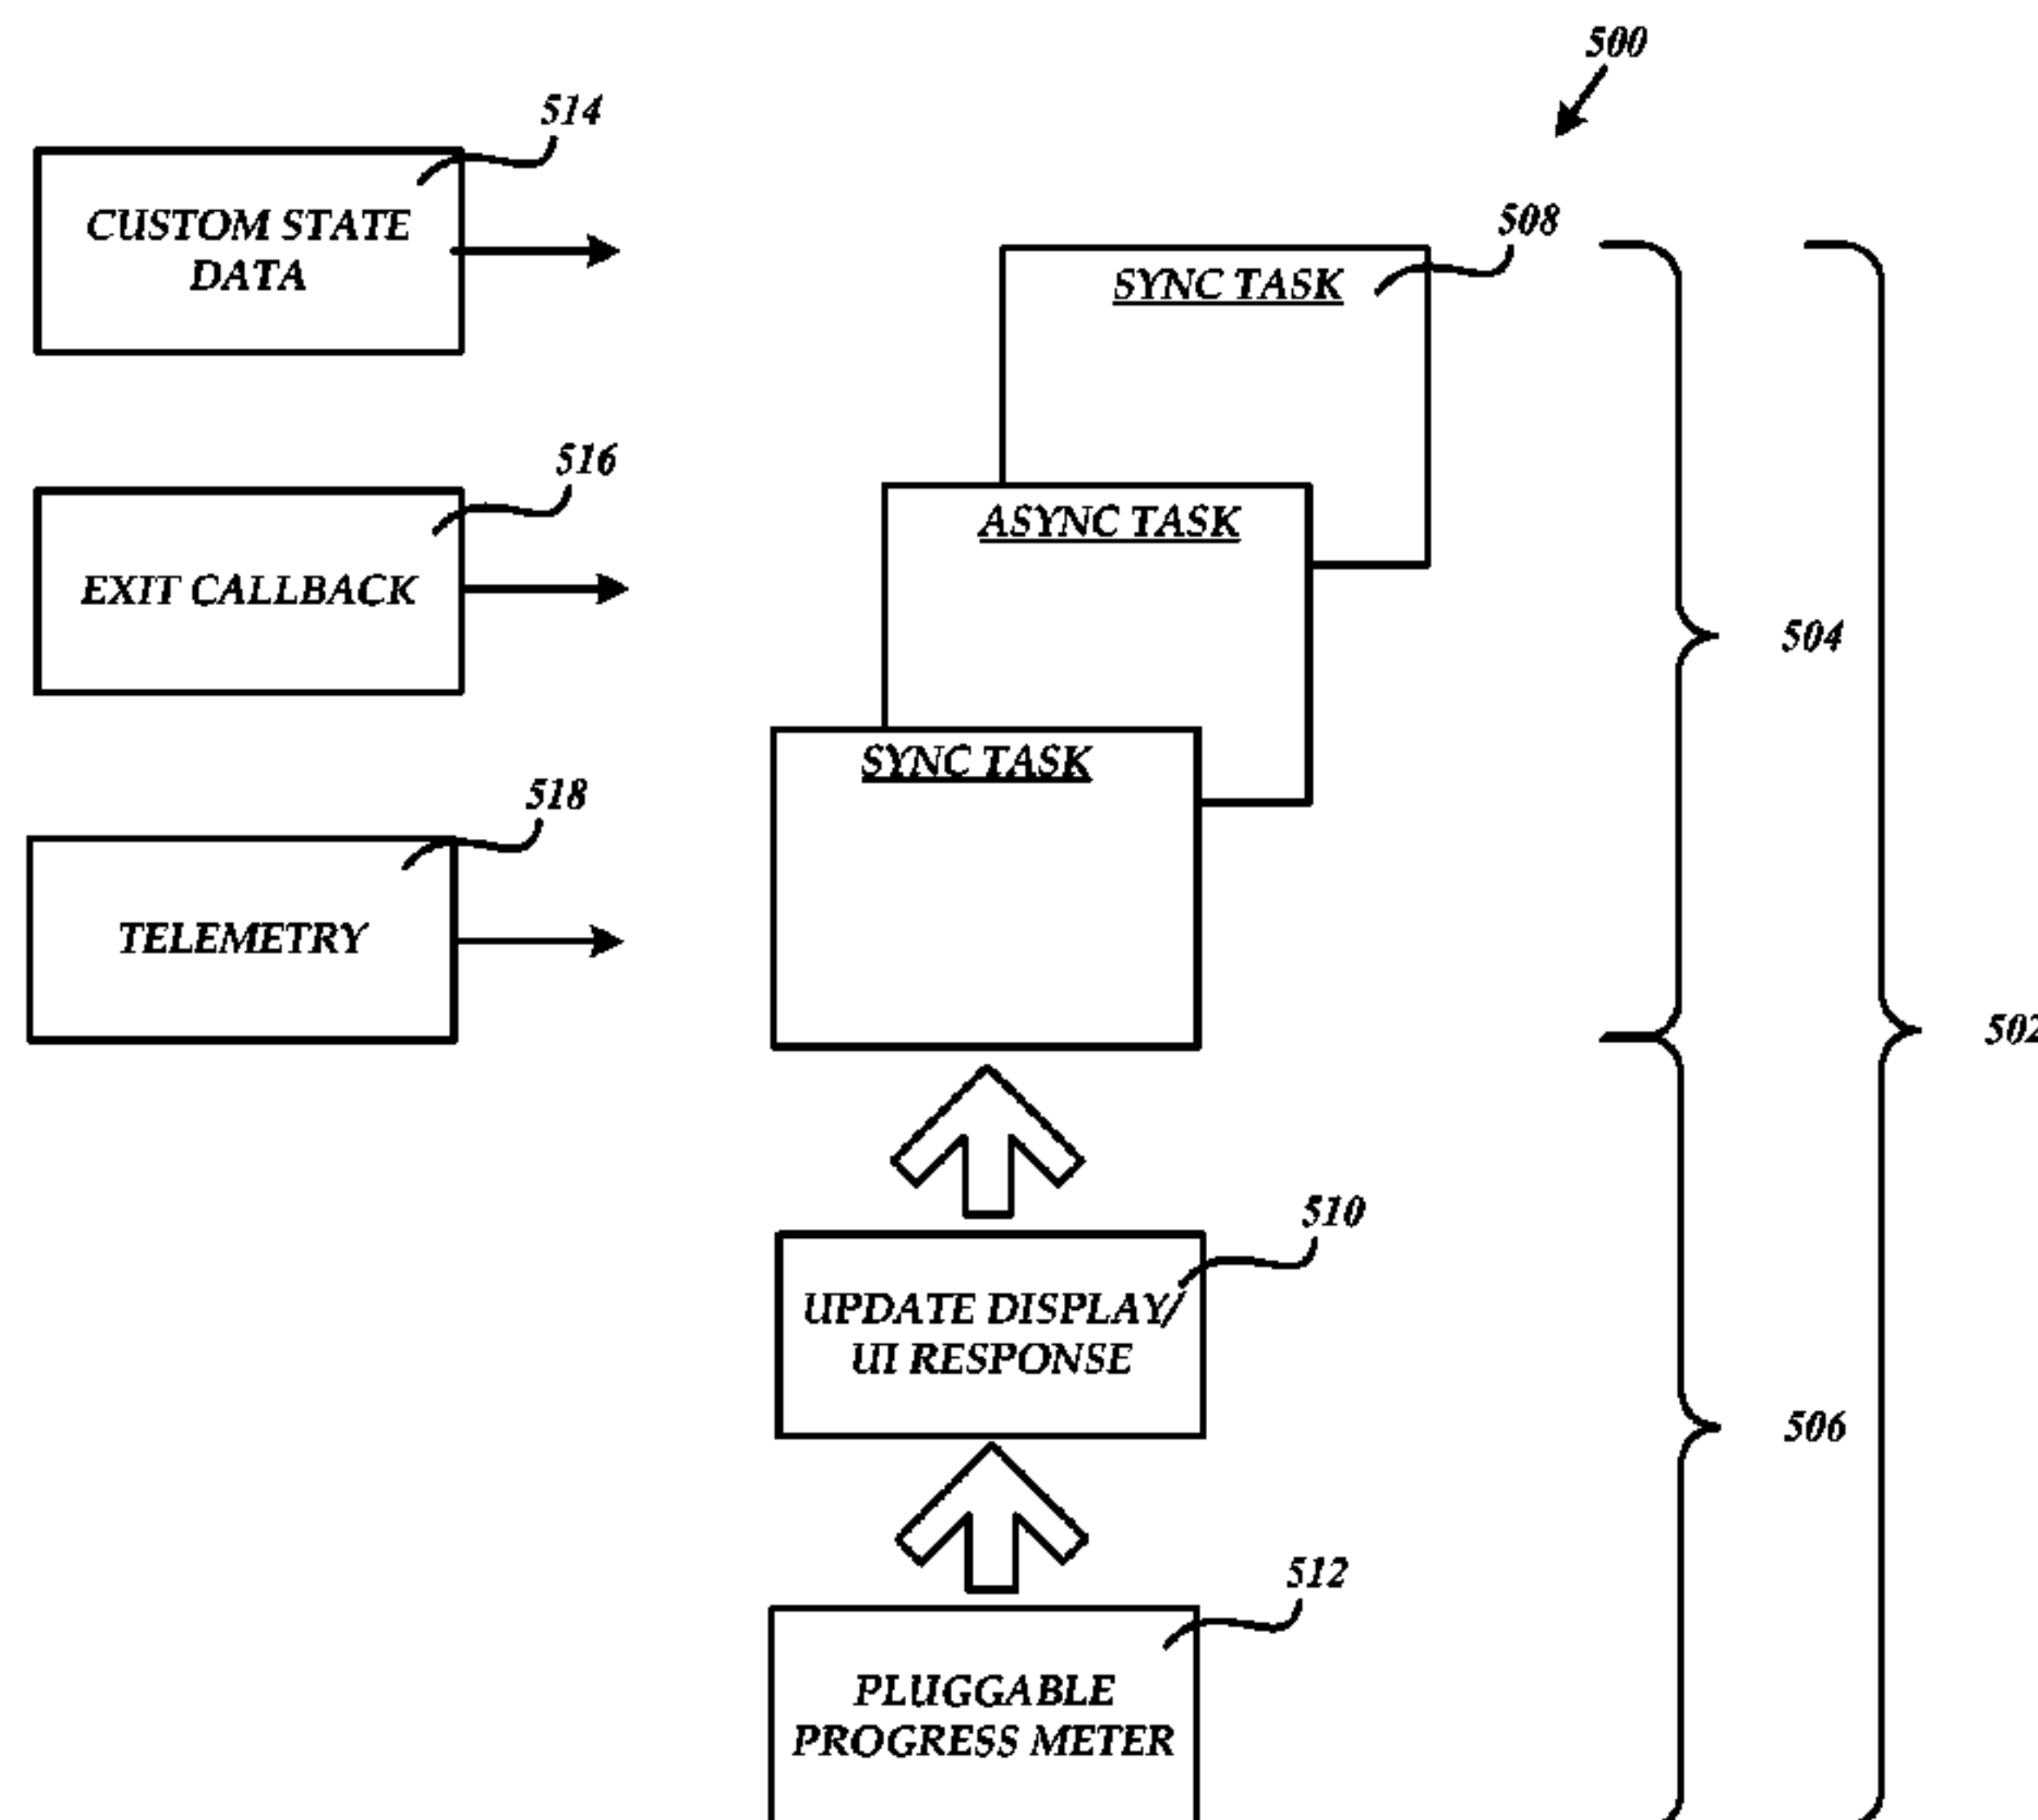 500
514
CUSTOM STATE
DATA
508
SYNC TASK
516
EXIT CALLBACK
ASYNC TASK
504
518
TELEMETRY
SYNC TASK
502
510
UPDATE DISPLAY/
UI RESPONSE
506
512
PLUGGABLE
PROGRESS METER